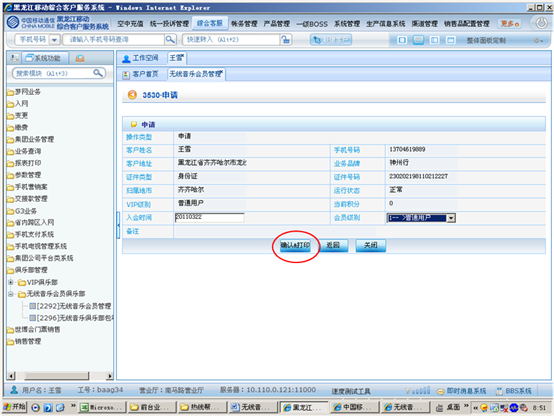 黑龙江移动综合客户服务系统 - Windows Internet Explorer
中国移动通信 CHINA MOBILE 黑龙江移动 综合客户服务系统 空中充值 统一投诉管理 综合客服 账务管理 产品管理 一级BOSS 系统管理 生产信息系统 渠道管理 销售品配置管理 更多
手机号码 请输入手机号码查询 快速转入 (Alt+2) 整体面板定制
系统功能
搜索模块 (Alt+3)
梦网业务
入网
变更
缴费
集团业务管理
业务查询
报表打印
参数管理
手机营销案
交接款管理
G3业务
省内跨区入网
手机支付系统
手机电视管理系统
集团公司平台类系统
俱乐部管理
VIP俱乐部
无线音乐会员俱乐部
[2292]无线音乐会员管理
[2296]无线音乐俱乐部包年
世博会门票销售
销售管理
工作空间 王雪
客户首页 无线音乐会员管理
3530-申请
申请
操作类型 申请
客户姓名 王雪 手机号码 13704619889
客户地址 黑龙江省齐齐哈尔市龙沙 业务品牌 神州行
证件类型 身份证 证件号码 230202198110212227
归属地市 齐齐哈尔 运行状态 正常
VIP级别 普通用户 当前积分 0
入会时间 20110322 会员级别 1-- >普通用户
备注
确认&打印 返回 关闭
用户名：王雪 工号：baag34 营业厅：南马路营业厅 服务器：10.110.0.121:11000 速度测试工具 即时消息系统 BBS系统
开始 Microso... 前台业... 热线帮... 无线音... 黑龙江... 中国移... 无线音... 桌面 8:51